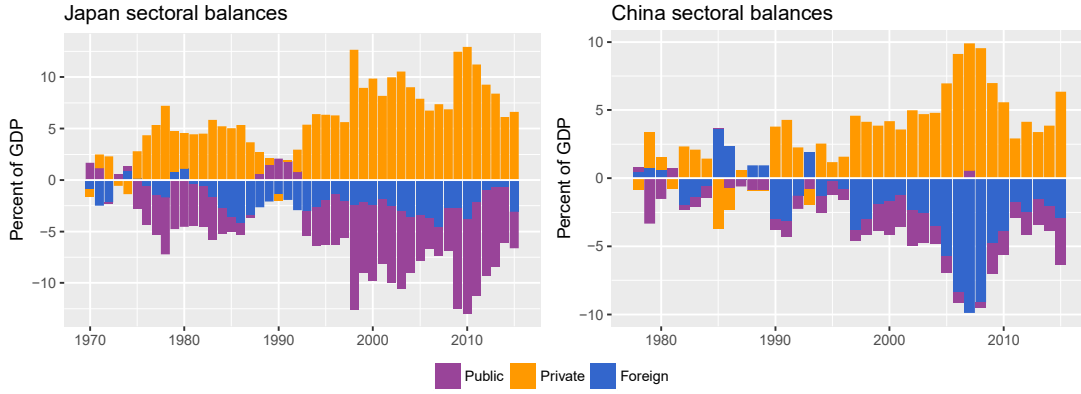 Japan sectoral balances
Percent of GDP
10
5
0
−5
−10
1970
1980
1990
2000
2010
China sectoral balances
Percent of GDP
10
5
0
−5
−10
1980
1990
2000
2010
Public
Private
Foreign